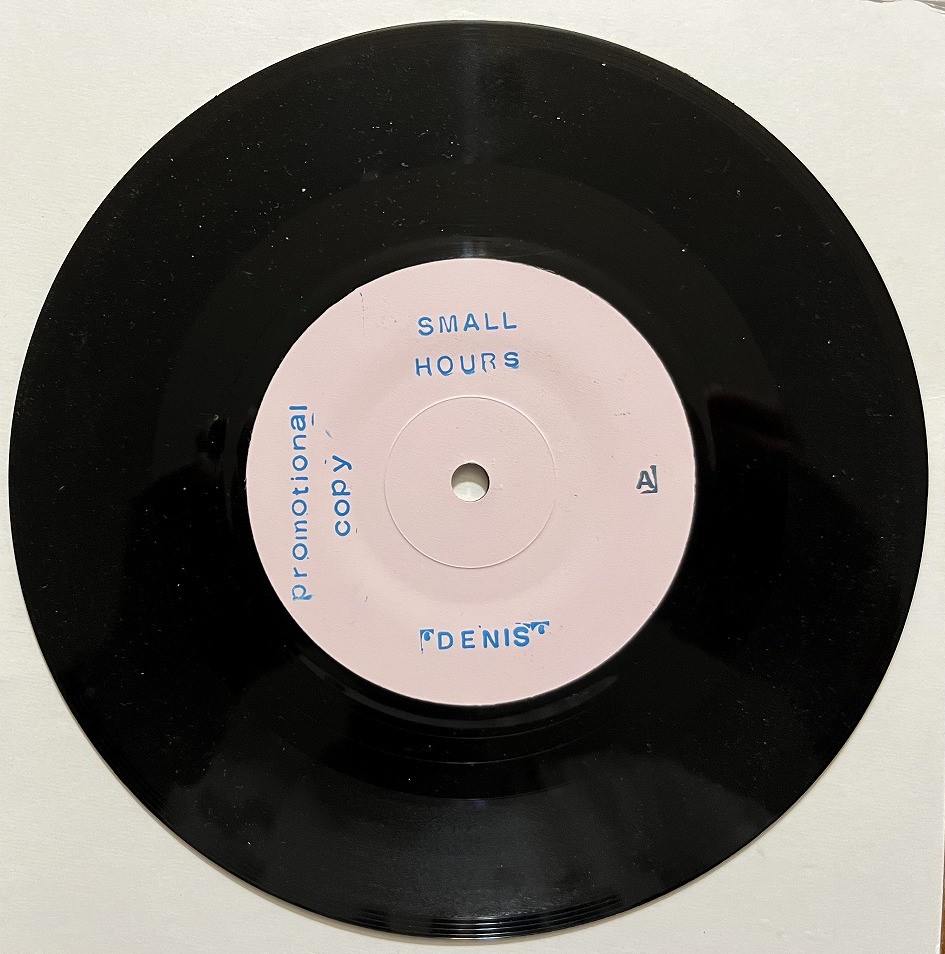 SMALL
HOURS
promotional
copy
A
"DENIS"